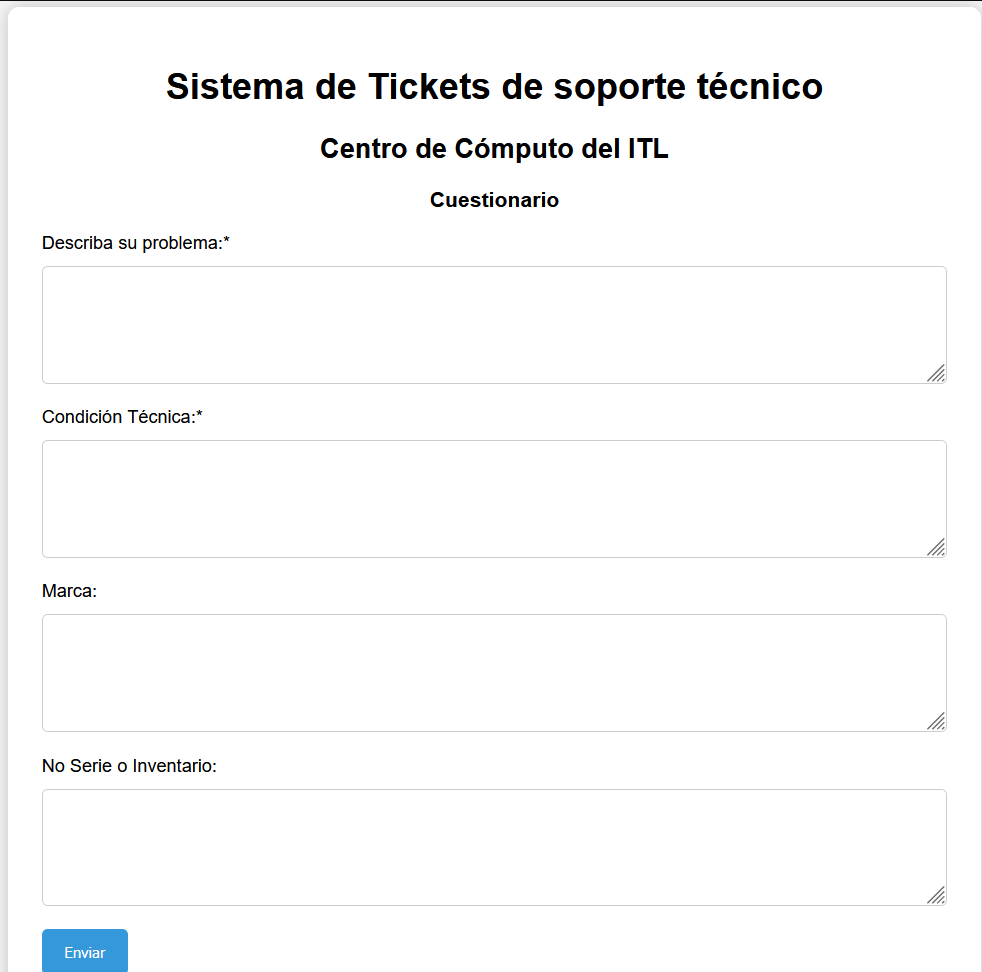 Sistema de Tickets de soporte técnico
Centro de Cómputo del ITL
Cuestionario
Describa su problema:*
Condición Técnica:*
Marca:
No Serie o Inventario:
Enviar